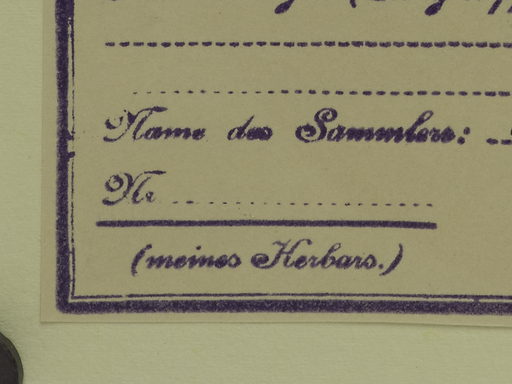 Name des Sammlers:
Nr
(meines Herbars.)